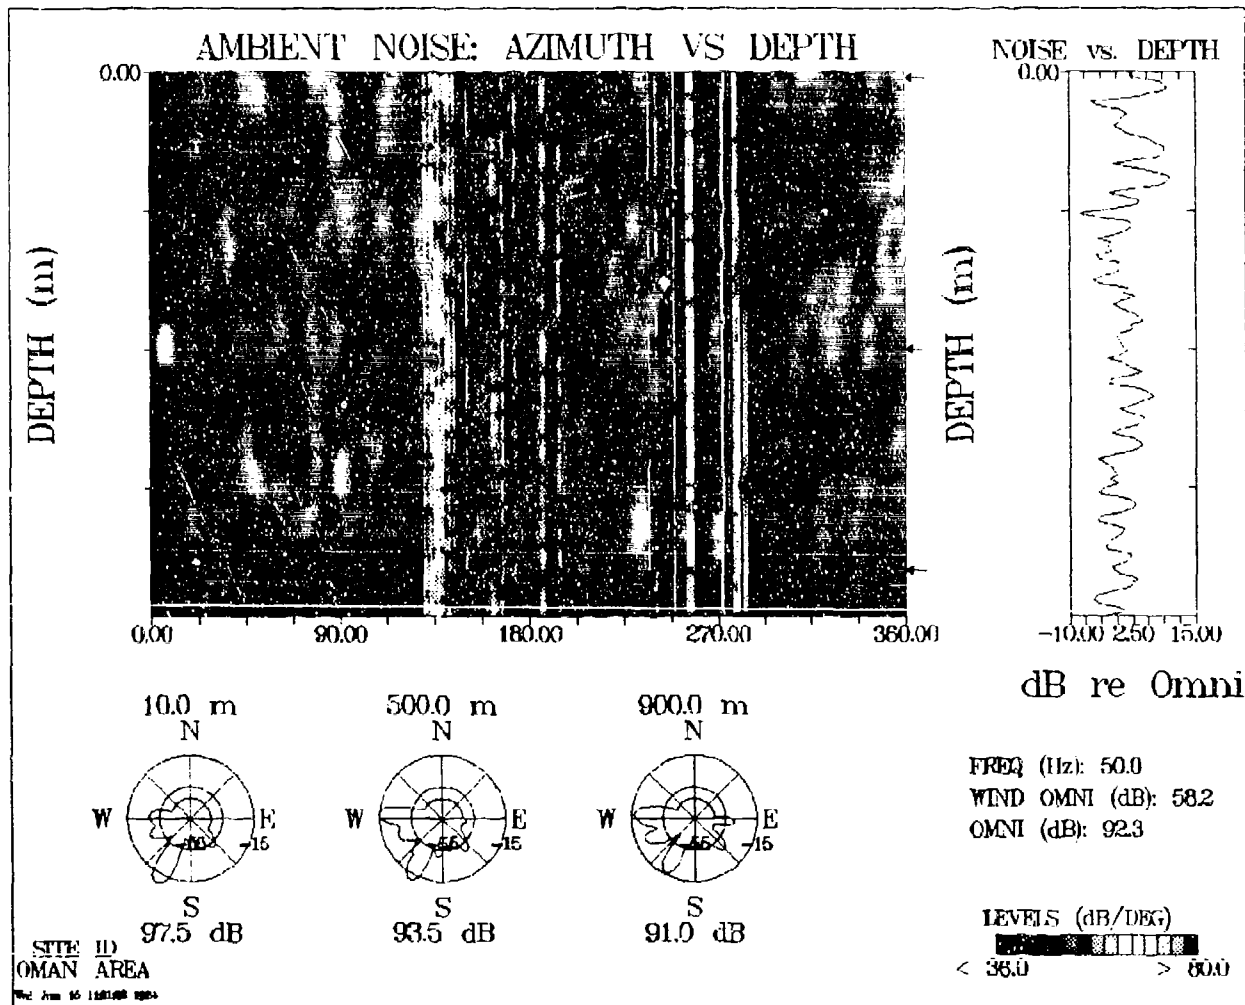 AMBIENT NOISE: AZIMUTH VS DEPTH
NOISE vs. DEPTH
0.00
0.00
DEPTH (m)
DEPTH (m)
0.00 90.00 180.00 270.00 360.00
-10.00 2.50 15.00
dB re Omni
10.0 m
N
W E
-15
S
97.5 dB
500.0 m
N
W E
-15
S
93.5 dB
900.0 m
N
W E
-15
S
91.0 dB
FREQ (Hz): 50.0
WIND OMNI (dB): 58.2
OMNI (dB): 92.3
LEVELS (dB/DEG)
< 36.0 > 80.0
SITE ID
OMAN AREA